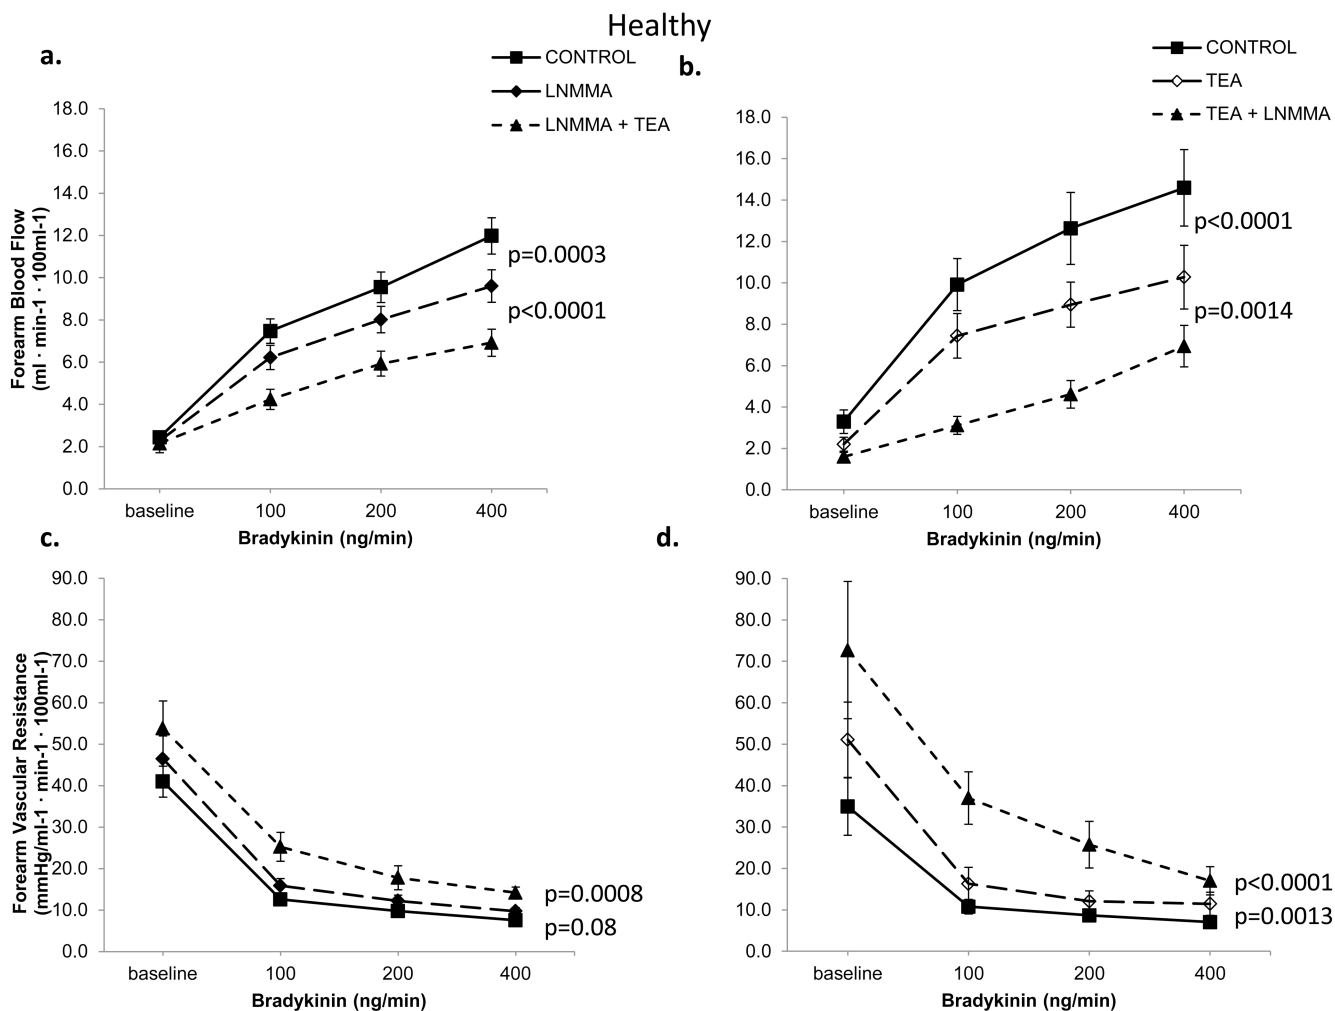 Healthy
a.
CONTROL
LNMMA
LNMMA + TEA
18.0
16.0
14.0
12.0
10.0
8.0
6.0
4.0
2.0
0.0
Forearm Blood Flow
(ml · min-1 · 100ml-1)
p=0.0003
p<0.0001
baseline 100 200 400
Bradykinin (ng/min)
b.
CONTROL
TEA
TEA + LNMMA
18.0
16.0
14.0
12.0
10.0
8.0
6.0
4.0
2.0
0.0
p<0.0001
p=0.0014
baseline 100 200 400
Bradykinin (ng/min)
c.
90.0
80.0
70.0
60.0
50.0
40.0
30.0
20.0
10.0
0.0
Forearm Vascular Resistance
(mmHg/ml-1 · min-1 · 100ml-1)
p=0.0008
p=0.08
baseline 100 200 400
Bradykinin (ng/min)
d.
90.0
80.0
70.0
60.0
50.0
40.0
30.0
20.0
10.0
0.0
p<0.0001
p=0.0013
baseline 100 200 400
Bradykinin (ng/min)